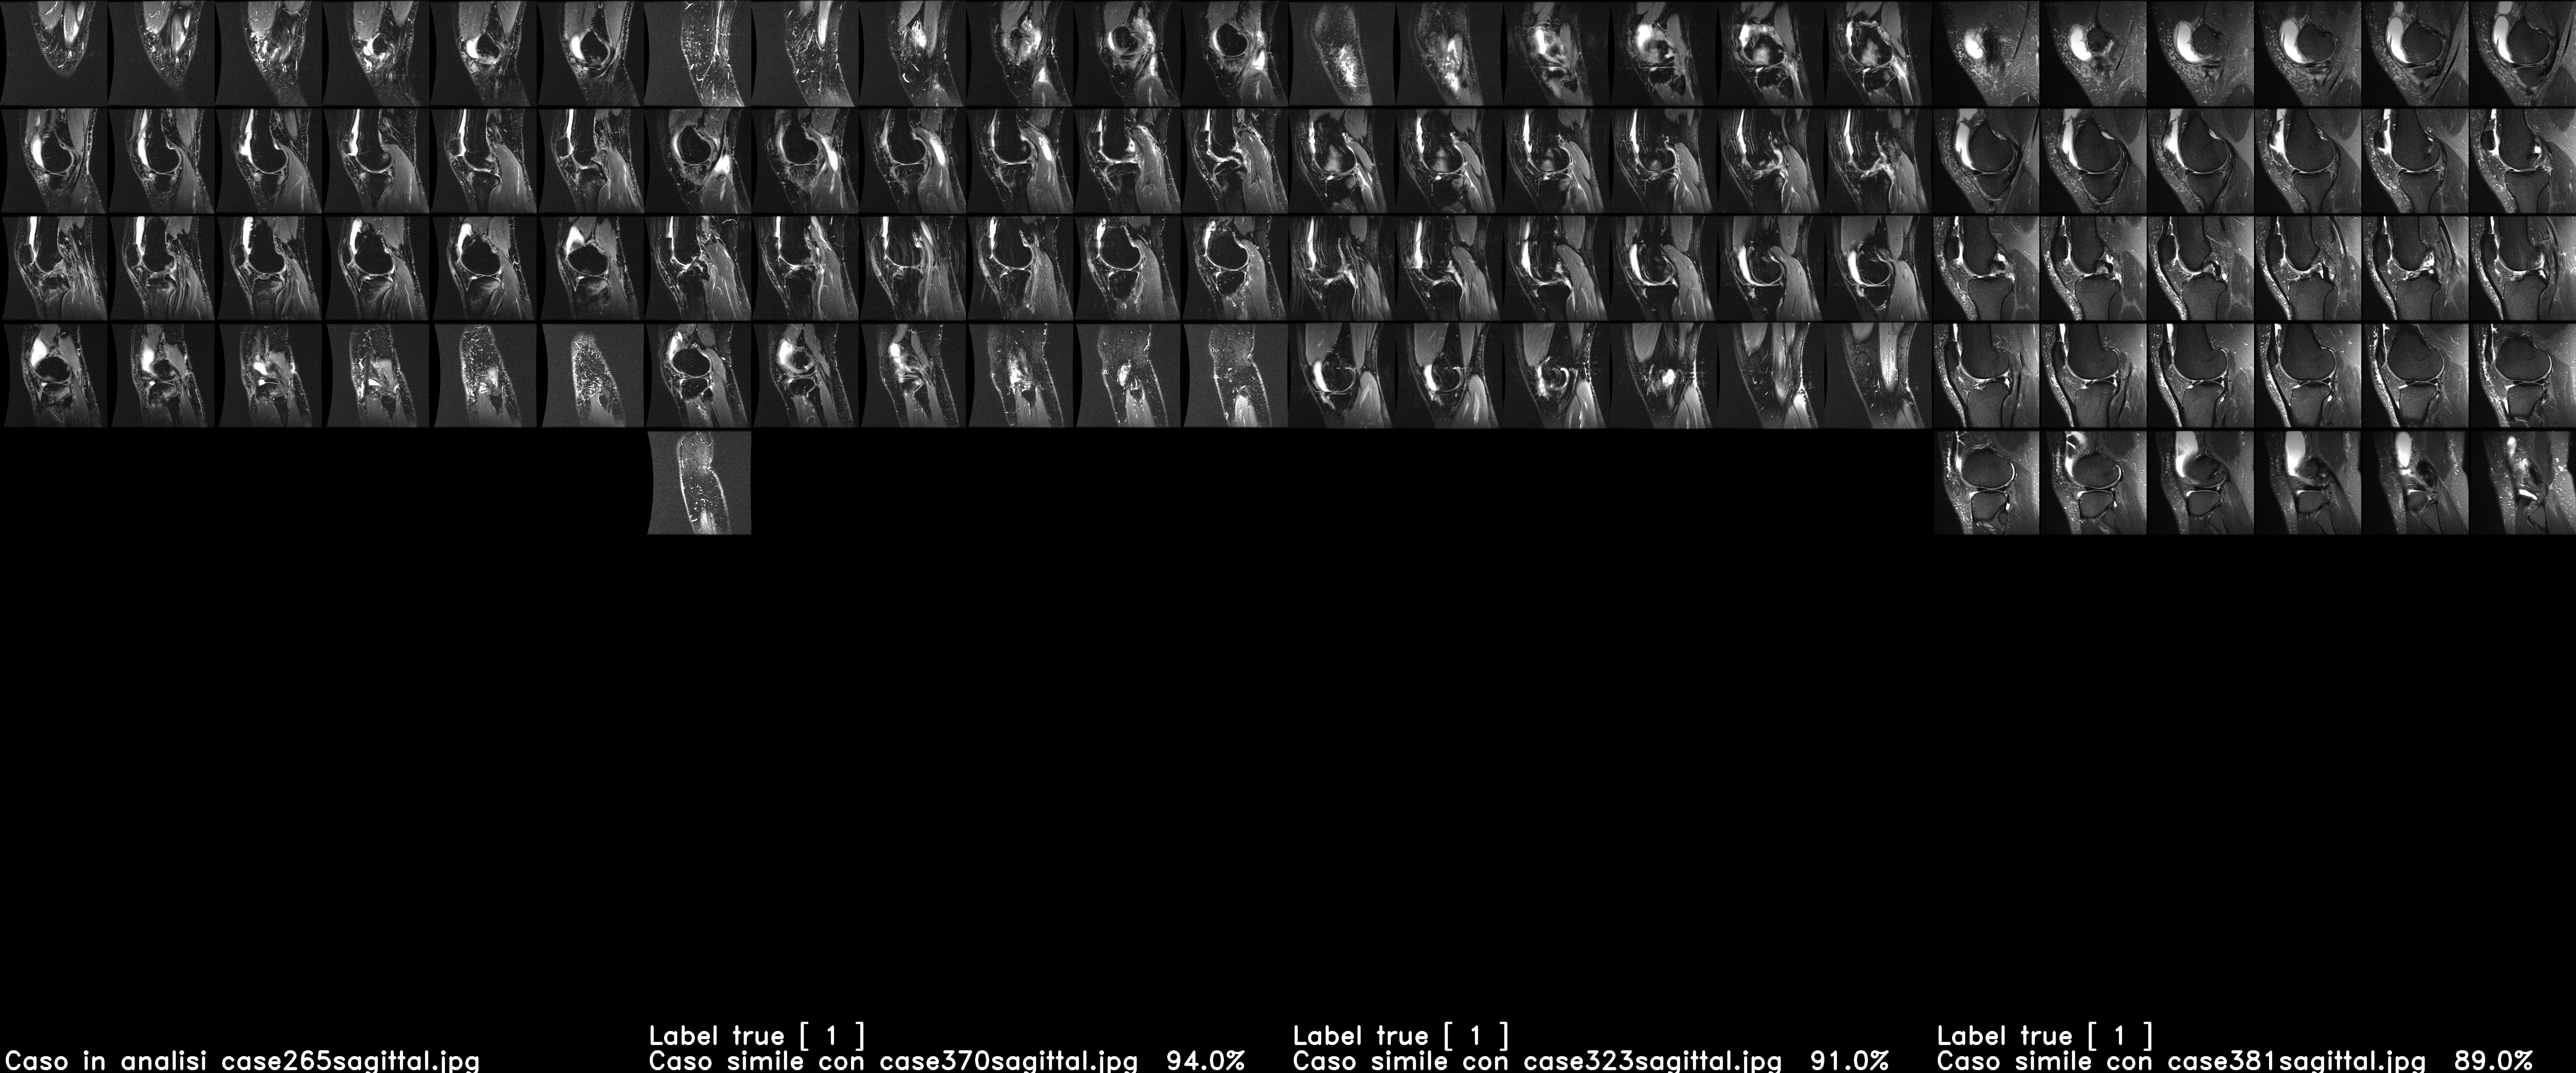 Caso in analisi case265sagittal.jpg
Label true [ 1 ]
Caso simile con case370sagittal.jpg 94.0%
Label true [ 1 ]
Caso simile con case323sagittal.jpg 91.0%
Label true [ 1 ]
Caso simile con case381sagittal.jpg 89.0%